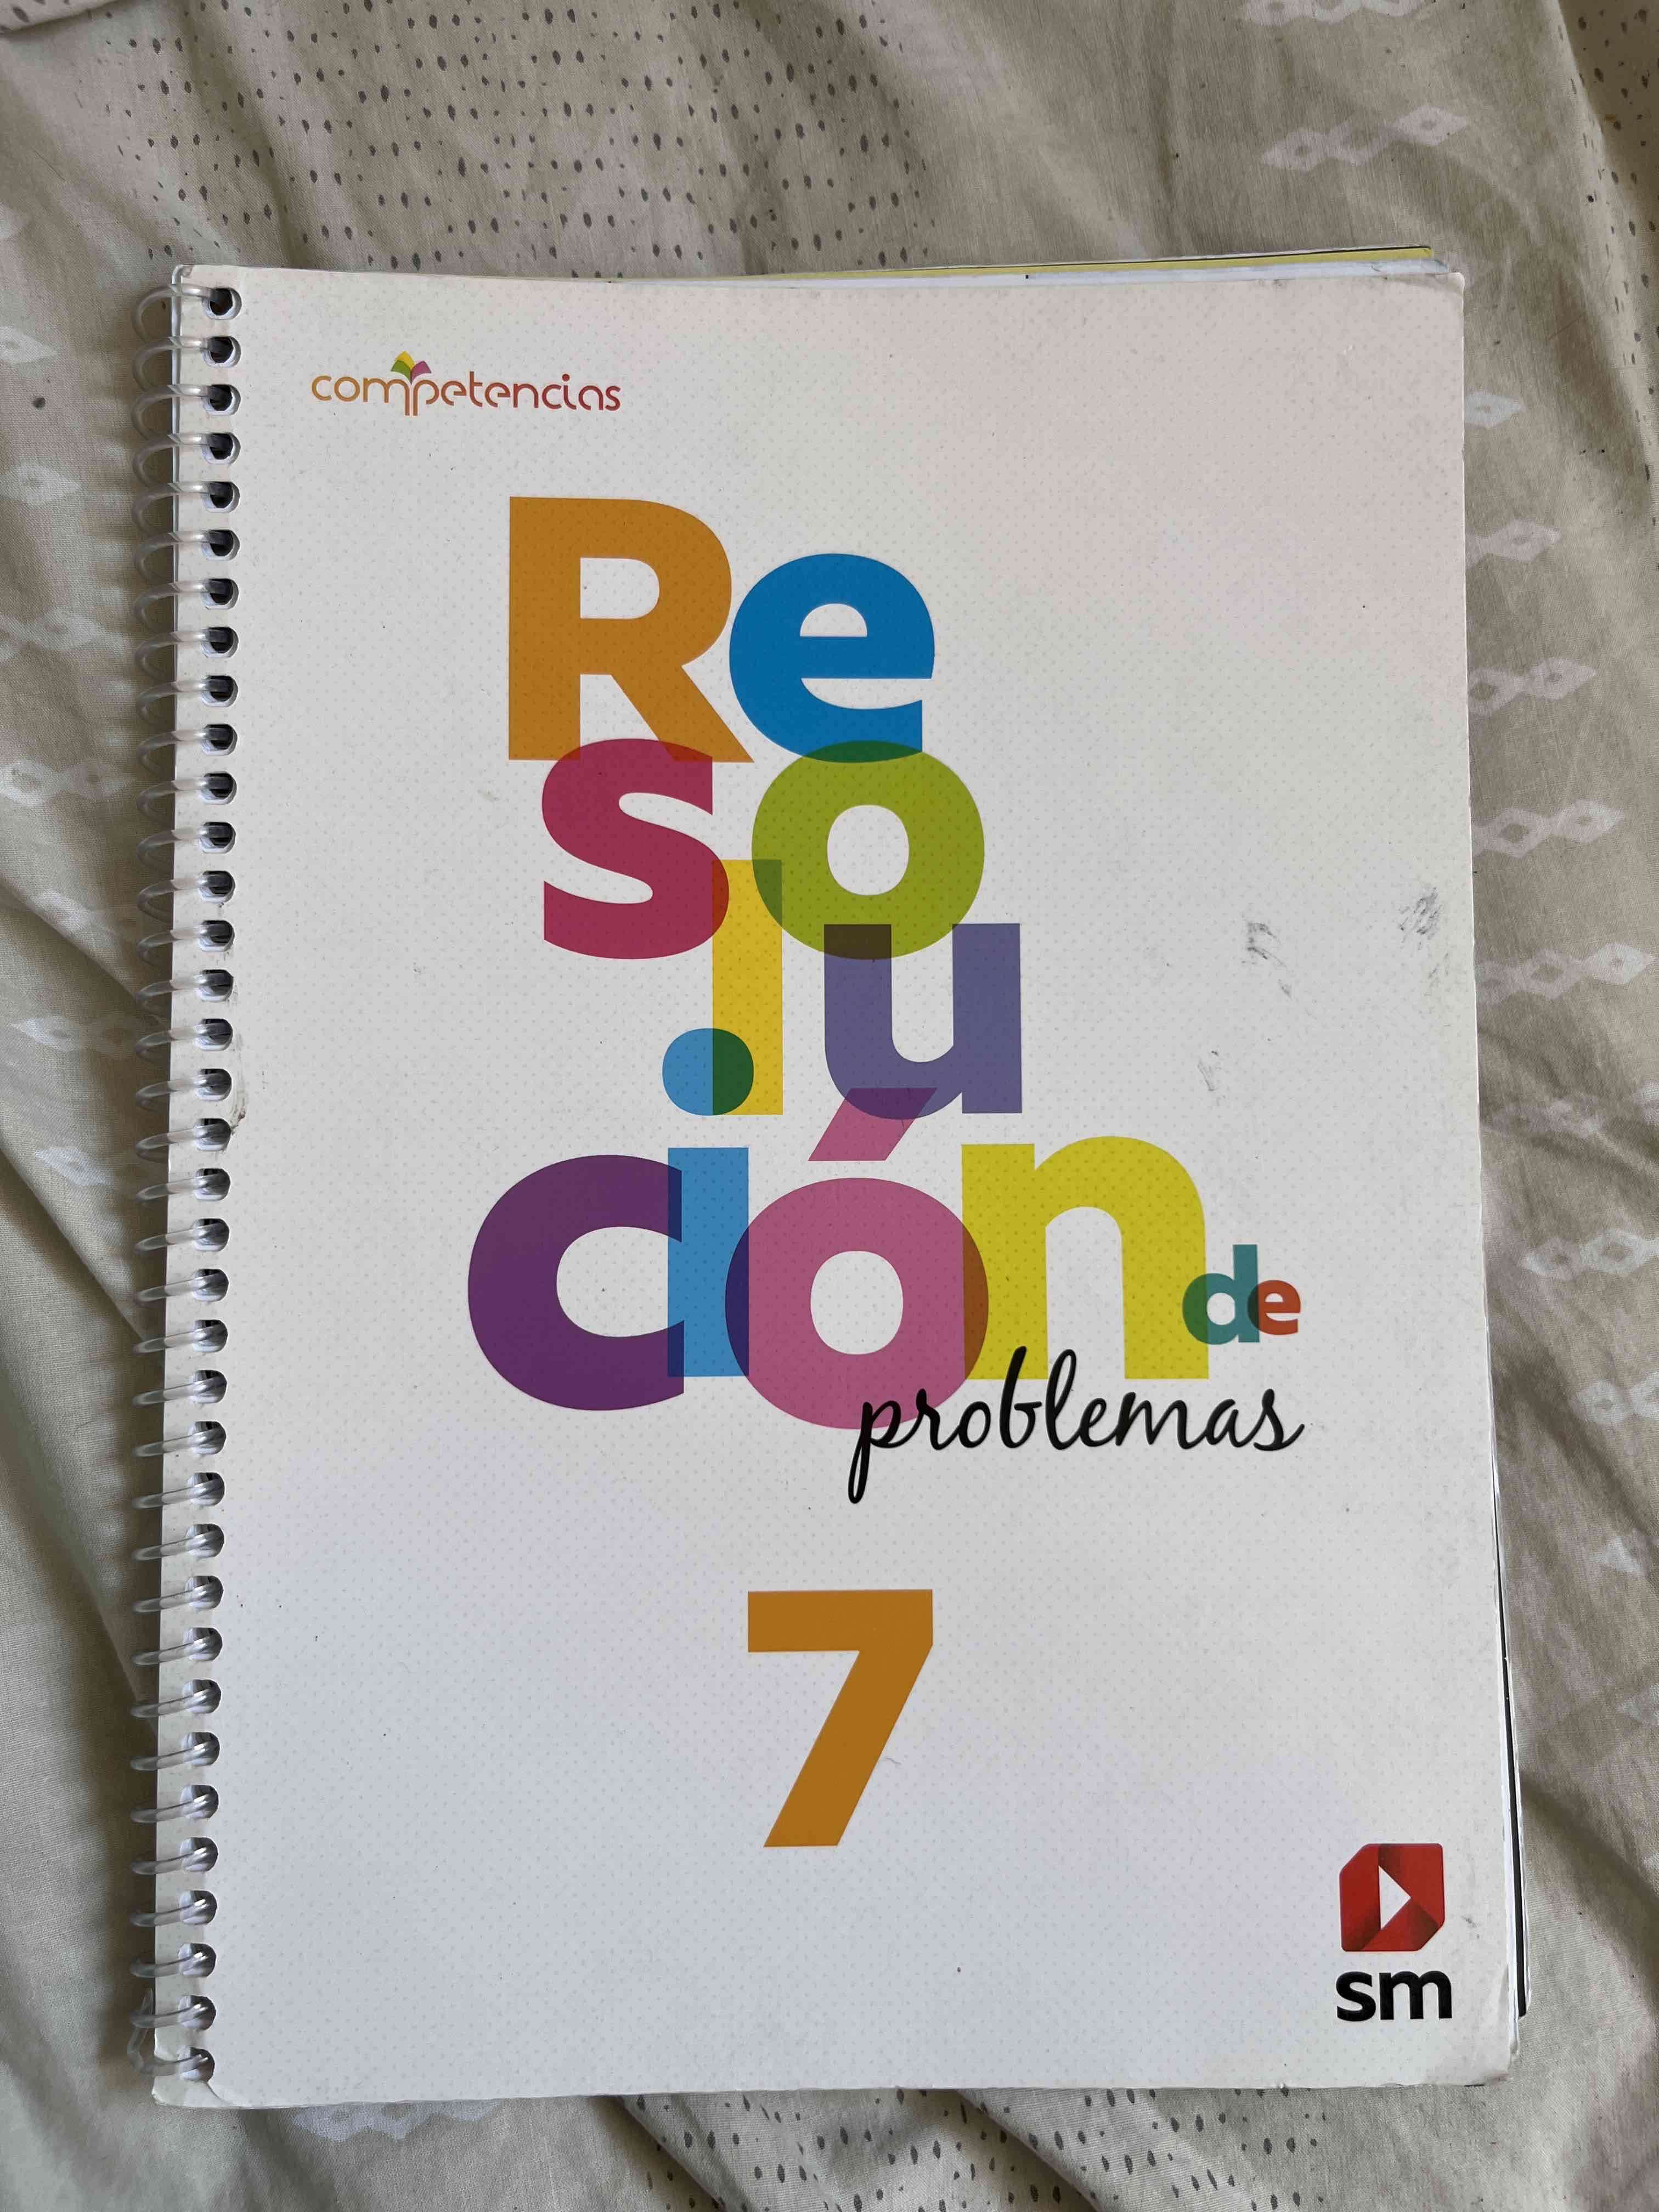 competencias
Re
so
.lu
ción de
problemas
7
sm